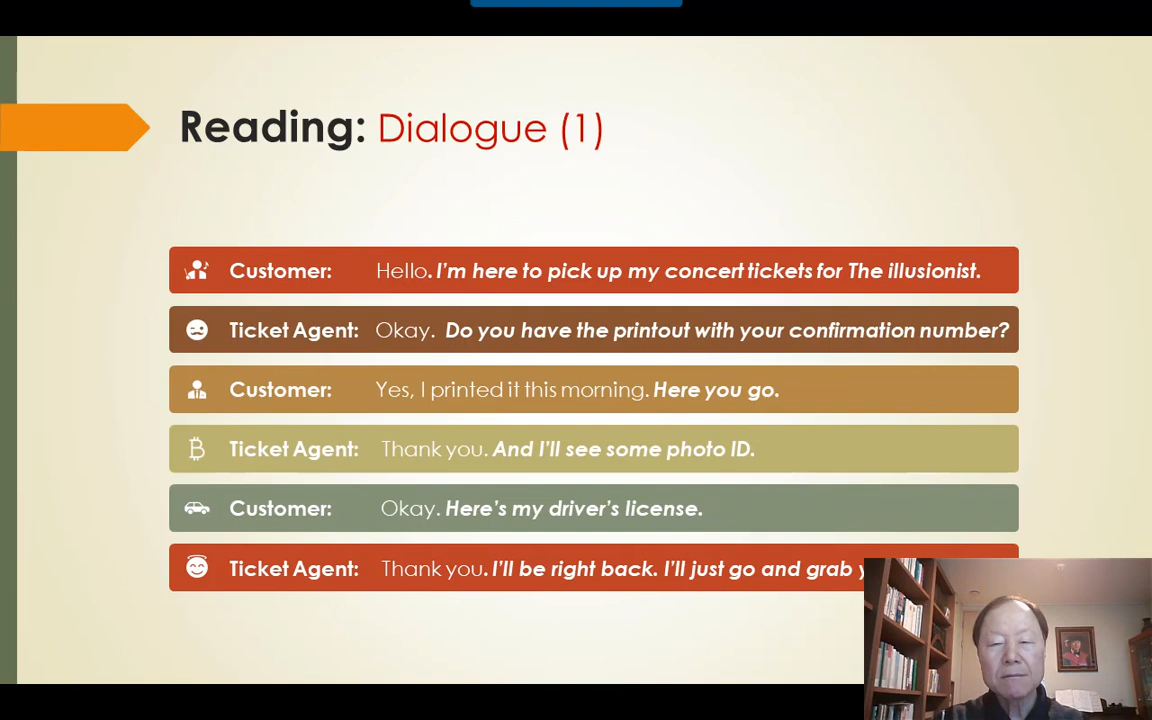 Reading: Dialogue (1)
Customer: Hello. I'm here to pick up my concert tickets for The illusionist.
Ticket Agent: Okay. Do you have the printout with your confirmation number?
Customer: Yes, I printed it this morning. Here you go.
Ticket Agent: Thank you. And I'll see some photo ID.
Customer: Okay. Here's my driver's license.
Ticket Agent: Thank you. I'll be right back. I'll just go and grab